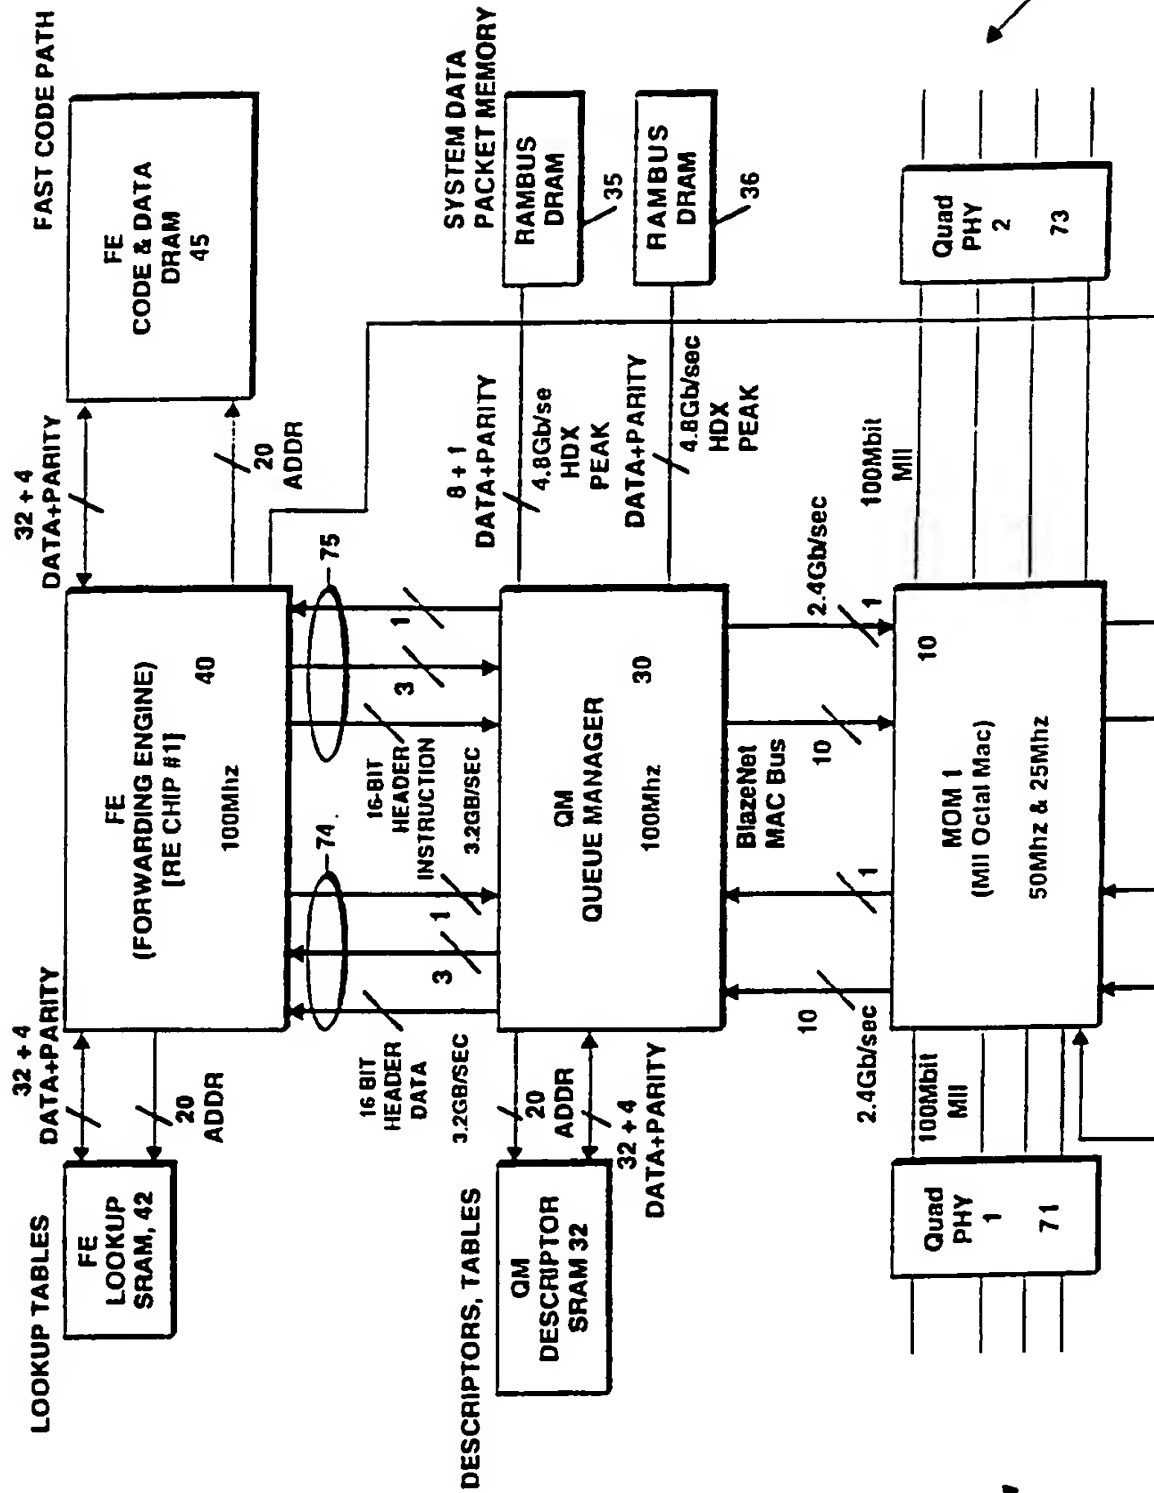 LOOKUP TABLES
FE
LOOKUP
SRAM, 42
32 + 4
DATA+PARITY
20
ADDR
FE
(FORWARDING ENGINE)
[RE CHIP #1]
40
100Mhz
32 + 4
DATA+PARITY
20
ADDR
FAST CODE PATH
FE
CODE & DATA
DRAM
45
16 BIT
HEADER
DATA
3.2GB/SEC
3
1
74
16-BIT
HEADER
INSTRUCTION
3.2GB/SEC
3
1
75
DESCRIPTORS, TABLES
QM
DESCRIPTOR
SRAM 32
20
ADDR
32 + 4
DATA+PARITY
QM
QUEUE MANAGER
30
100Mhz
8 + 1
DATA+PARITY
4.8Gb/se
HDX
PEAK
DATA+PARITY
4.8Gb/sec
HDX
PEAK
SYSTEM DATA
PACKET MEMORY
RAMBUS
DRAM
35
RAMBUS
DRAM
36
10
2.4Gb/sec
1
BlazeNet
MAC Bus
10
2.4Gb/sec
1
Quad
PHY
1
71
100Mbit
MII
MOM 1
(MII Octal Mac)
10
50Mhz & 25Mhz
100Mbit
MII
Quad
PHY
2
73